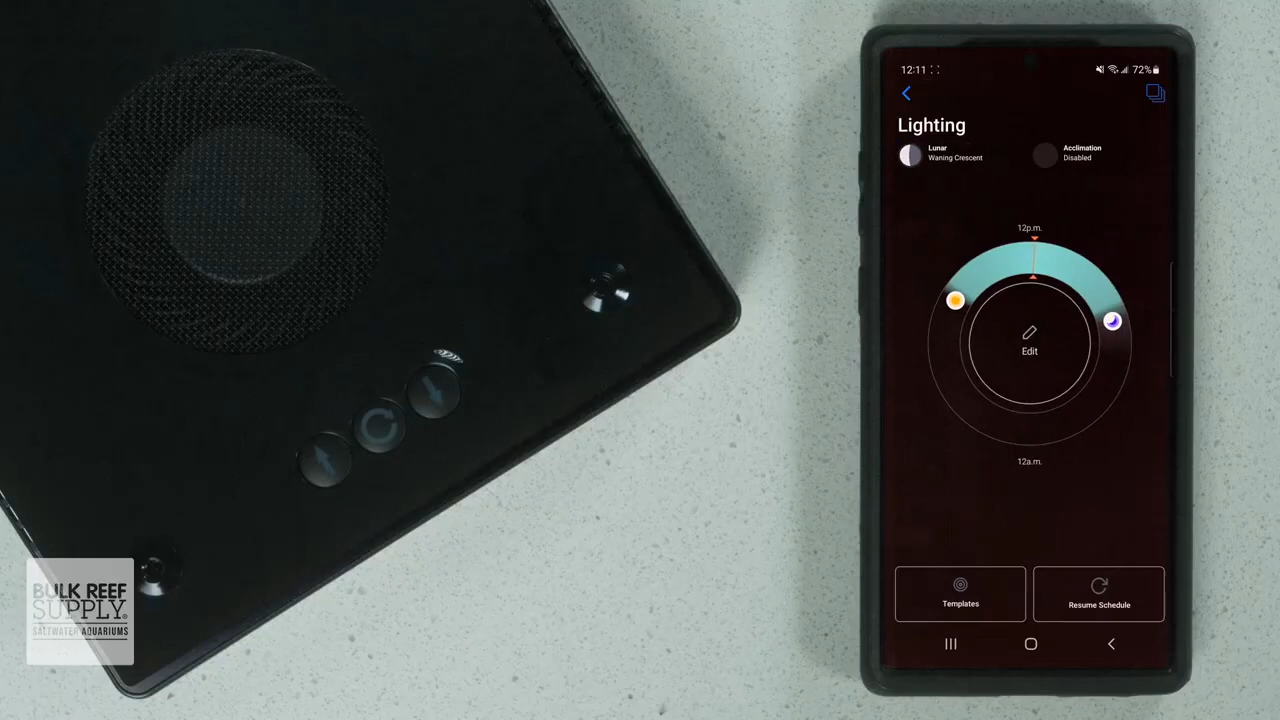 12:11
72%
Lighting
Lunar
Waning Crescent
Acclimation
Disabled
12p.m.
Edit
12a.m.
Templates
Resume Schedule
BULK REEF
SUPPLY®
SALTWATER AQUARIUMS